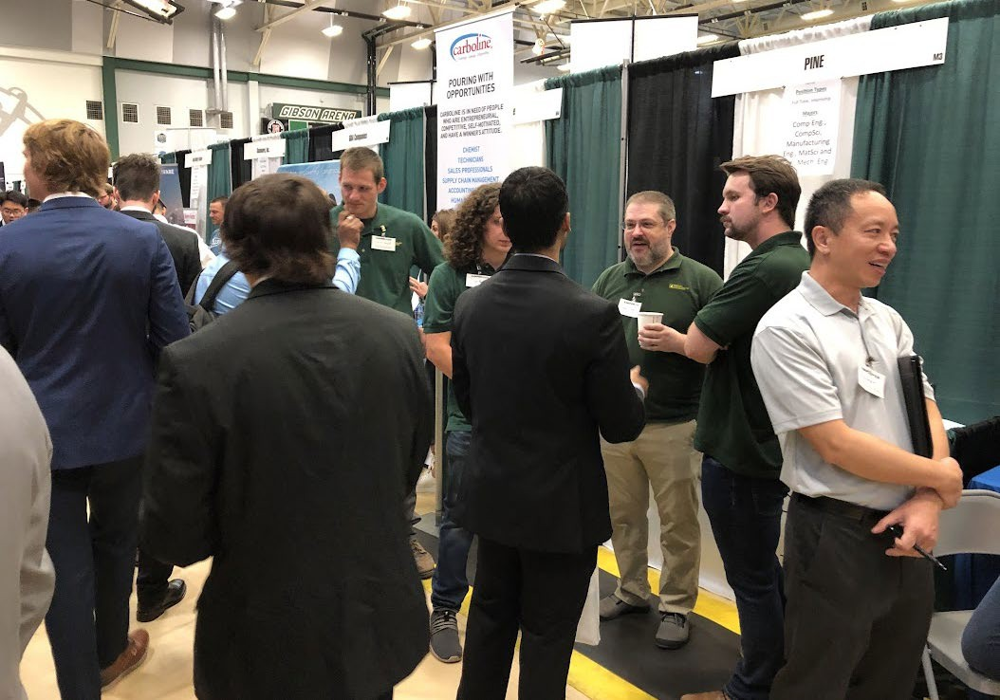 carboline
POURING WITH
OPPORTUNITIES
CARBOLINE IS IN NEED OF PEOPLE
WHO ARE ENTREPRENEURIAL,
COMPETITIVE, SELF-MOTIVATED,
AND HAVE A WINNER'S ATTITUDE.
CHEMIST
TECHNICIANS
SALES PROFESSIONALS
SUPPLY CHAIN MANAGEMENT
ACCOUNTING
GIBSON ARENA
PINE
M3
Position Types
Full Time, Internship
Majors
Comp Eng.,
CompSci,
Manufacturing
Eng., MatSci and
Mech Eng